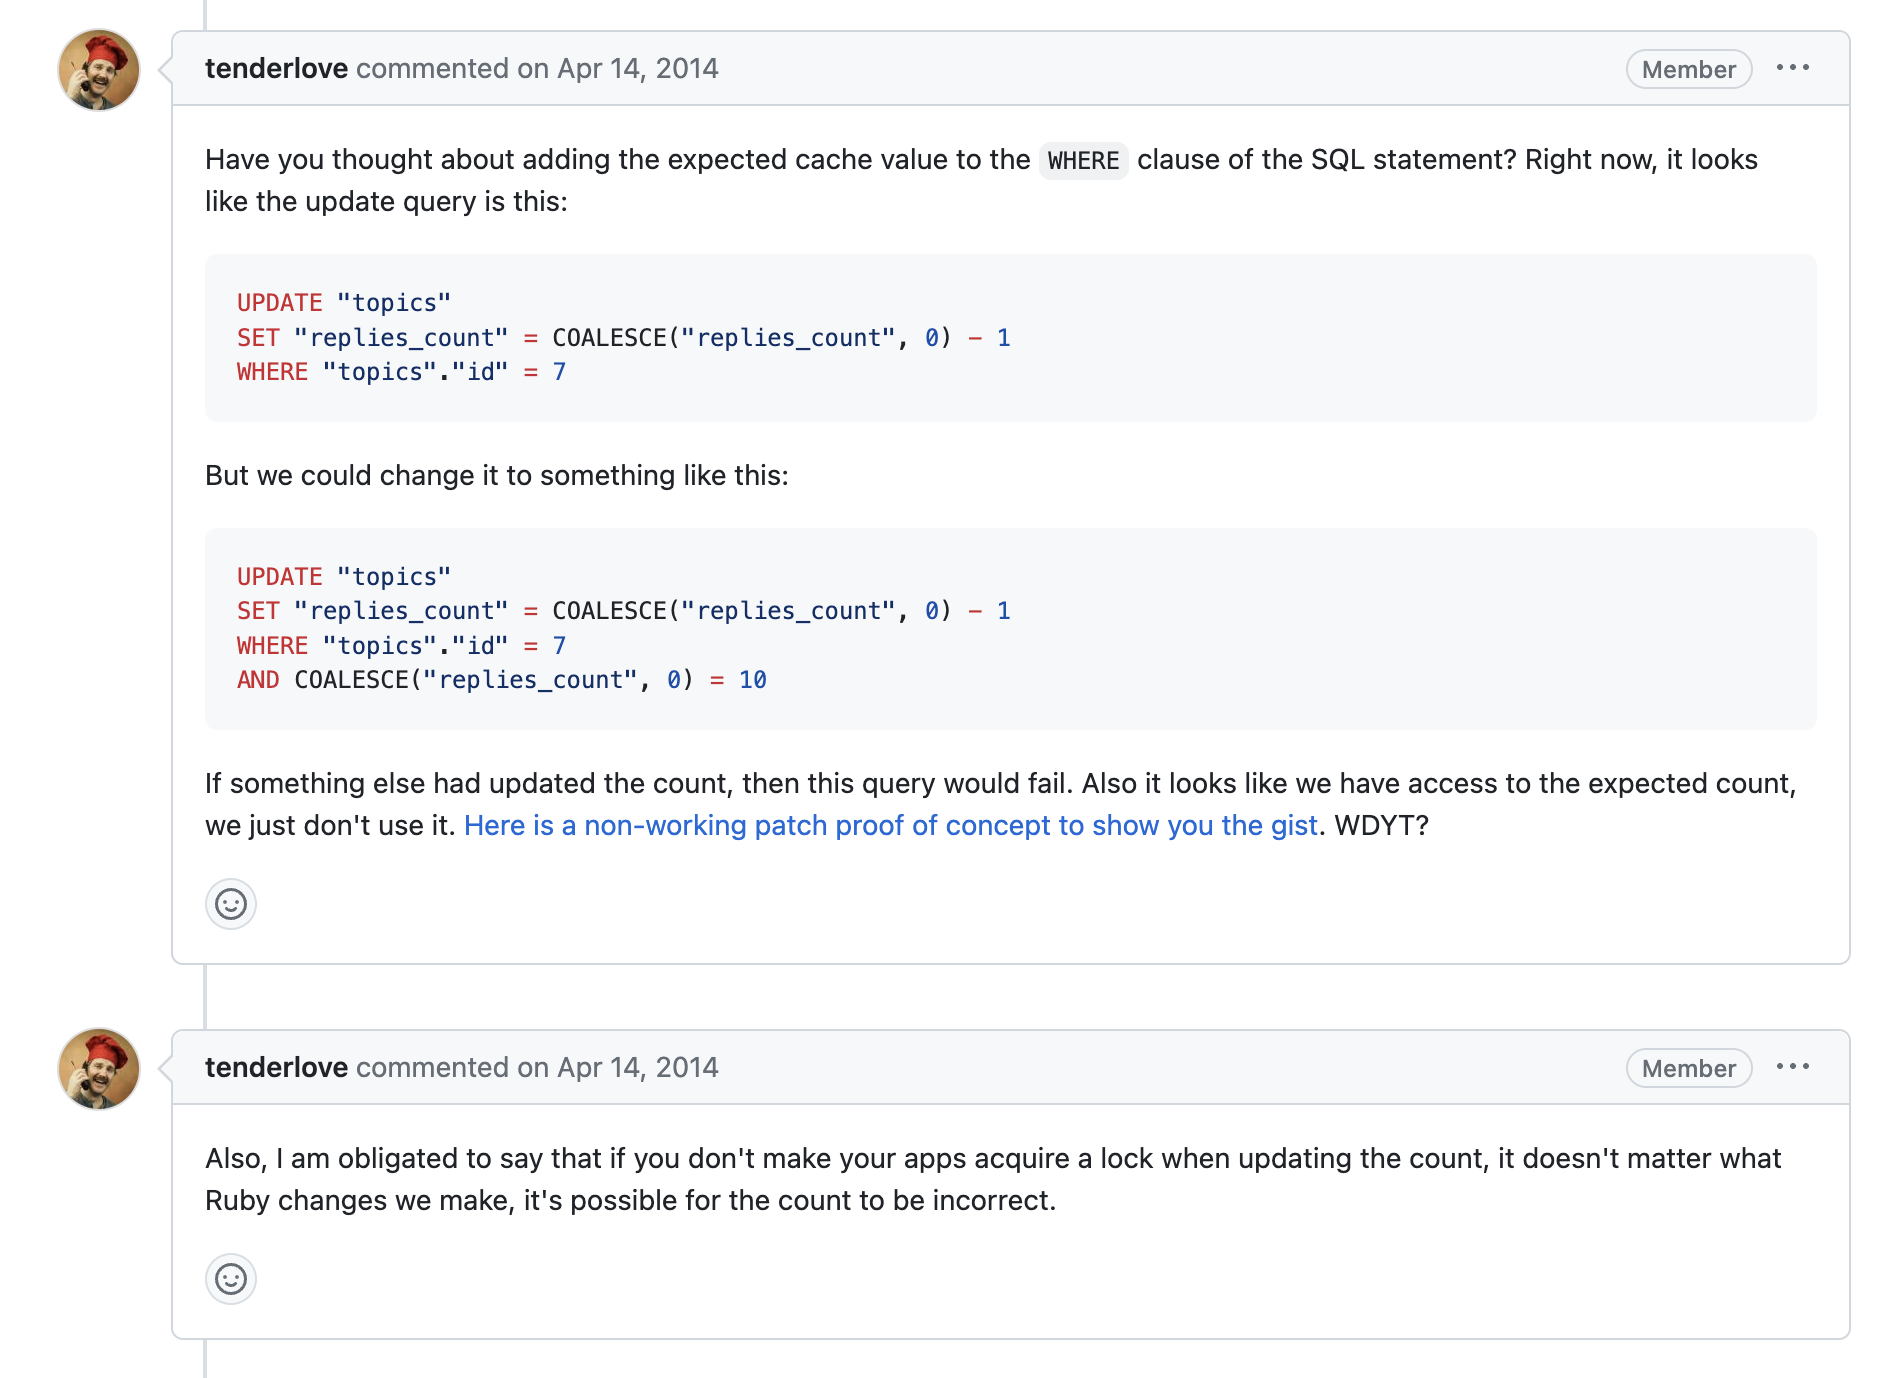 tenderlove commented on Apr 14, 2014
Member
Have you thought about adding the expected cache value to the WHERE clause of the SQL statement? Right now, it looks
like the update query is this:
UPDATE "topics"
SET "replies_count" = COALESCE("replies_count", 0) - 1
WHERE "topics"."id" = 7
But we could change it to something like this:
UPDATE "topics"
SET "replies_count" = COALESCE("replies_count", 0) - 1
WHERE "topics"."id" = 7
AND COALESCE("replies_count", 0) = 10
If something else had updated the count, then this query would fail. Also it looks like we have access to the expected count,
we just don't use it. Here is a non-working patch proof of concept to show you the gist. WDYT?
tenderlove commented on Apr 14, 2014
Member
Also, I am obligated to say that if you don't make your apps acquire a lock when updating the count, it doesn't matter what
Ruby changes we make, it's possible for the count to be incorrect.